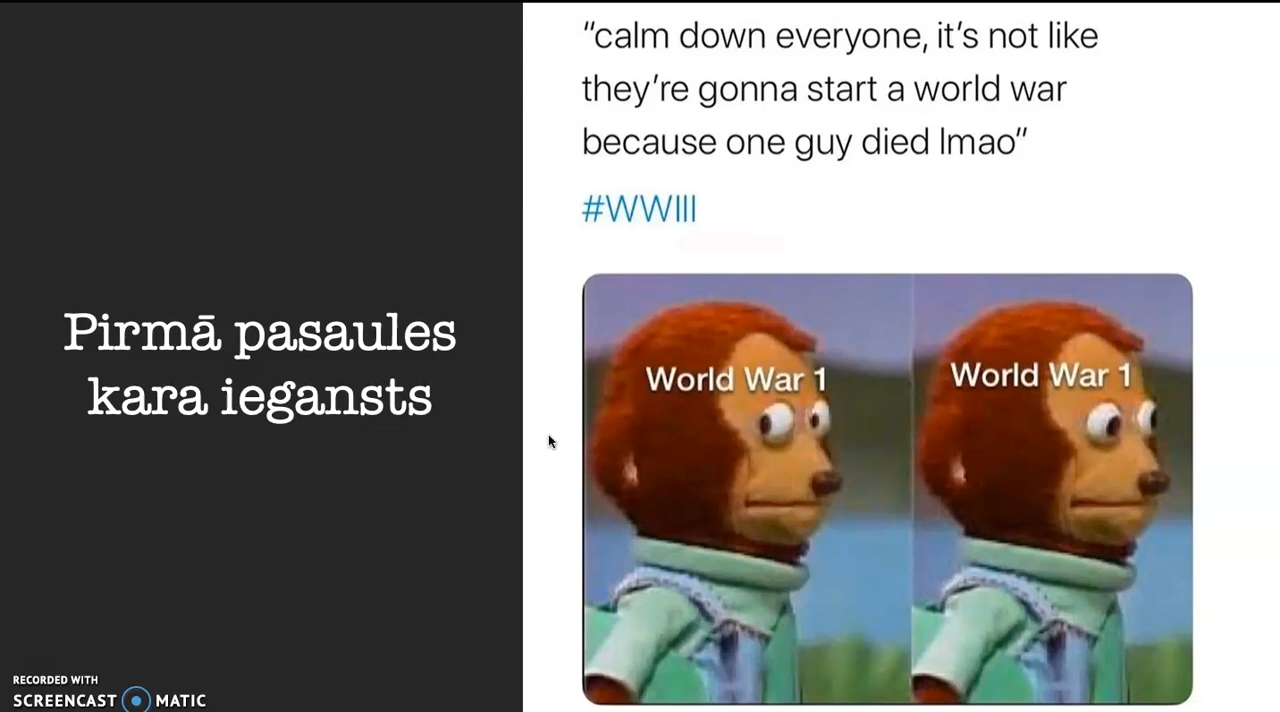 Pirmā pasaules
kara iegansts
RECORDED WITH
SCREENCAST MATIC
“calm down everyone, it’s not like
they’re gonna start a world war
because one guy died lmao”
#WWIII
World War 1
World War 1